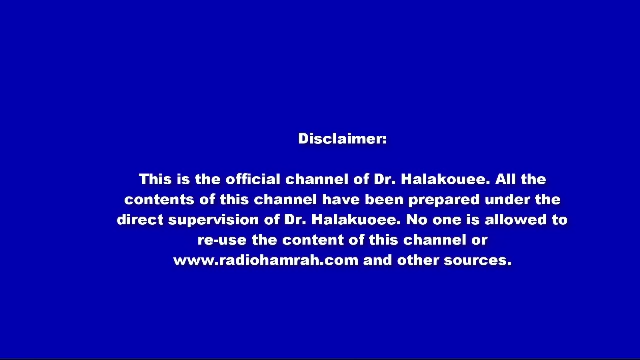 Disclaimer:
This is the official channel of Dr. Halakouee. All the
contents of this channel have been prepared under the
direct supervision of Dr. Halakuoee. No one is allowed to
re-use the content of this channel or
www.radiohamrah.com and other sources.